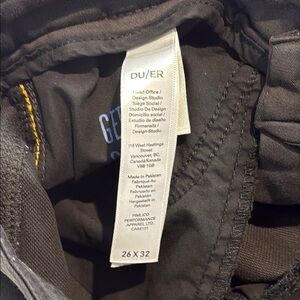 DU/ER
Head Office/
Design Studio
Siège Social/
Studio De Design
Domicilio social/
Estudio de diseño
Firmensitz/
Design-Studio
118 West Hastings
Street
Vancouver, BC,
Canada/Kanada
V6B 1G8
Made in Pakistan
Fabriqué Au
Pakistan
Fabricado en
Pakistán
Hergestellt in
Pakistan
PIMLICO
PERFORMANCE
APPAREL LTD.
26 X 32
GE